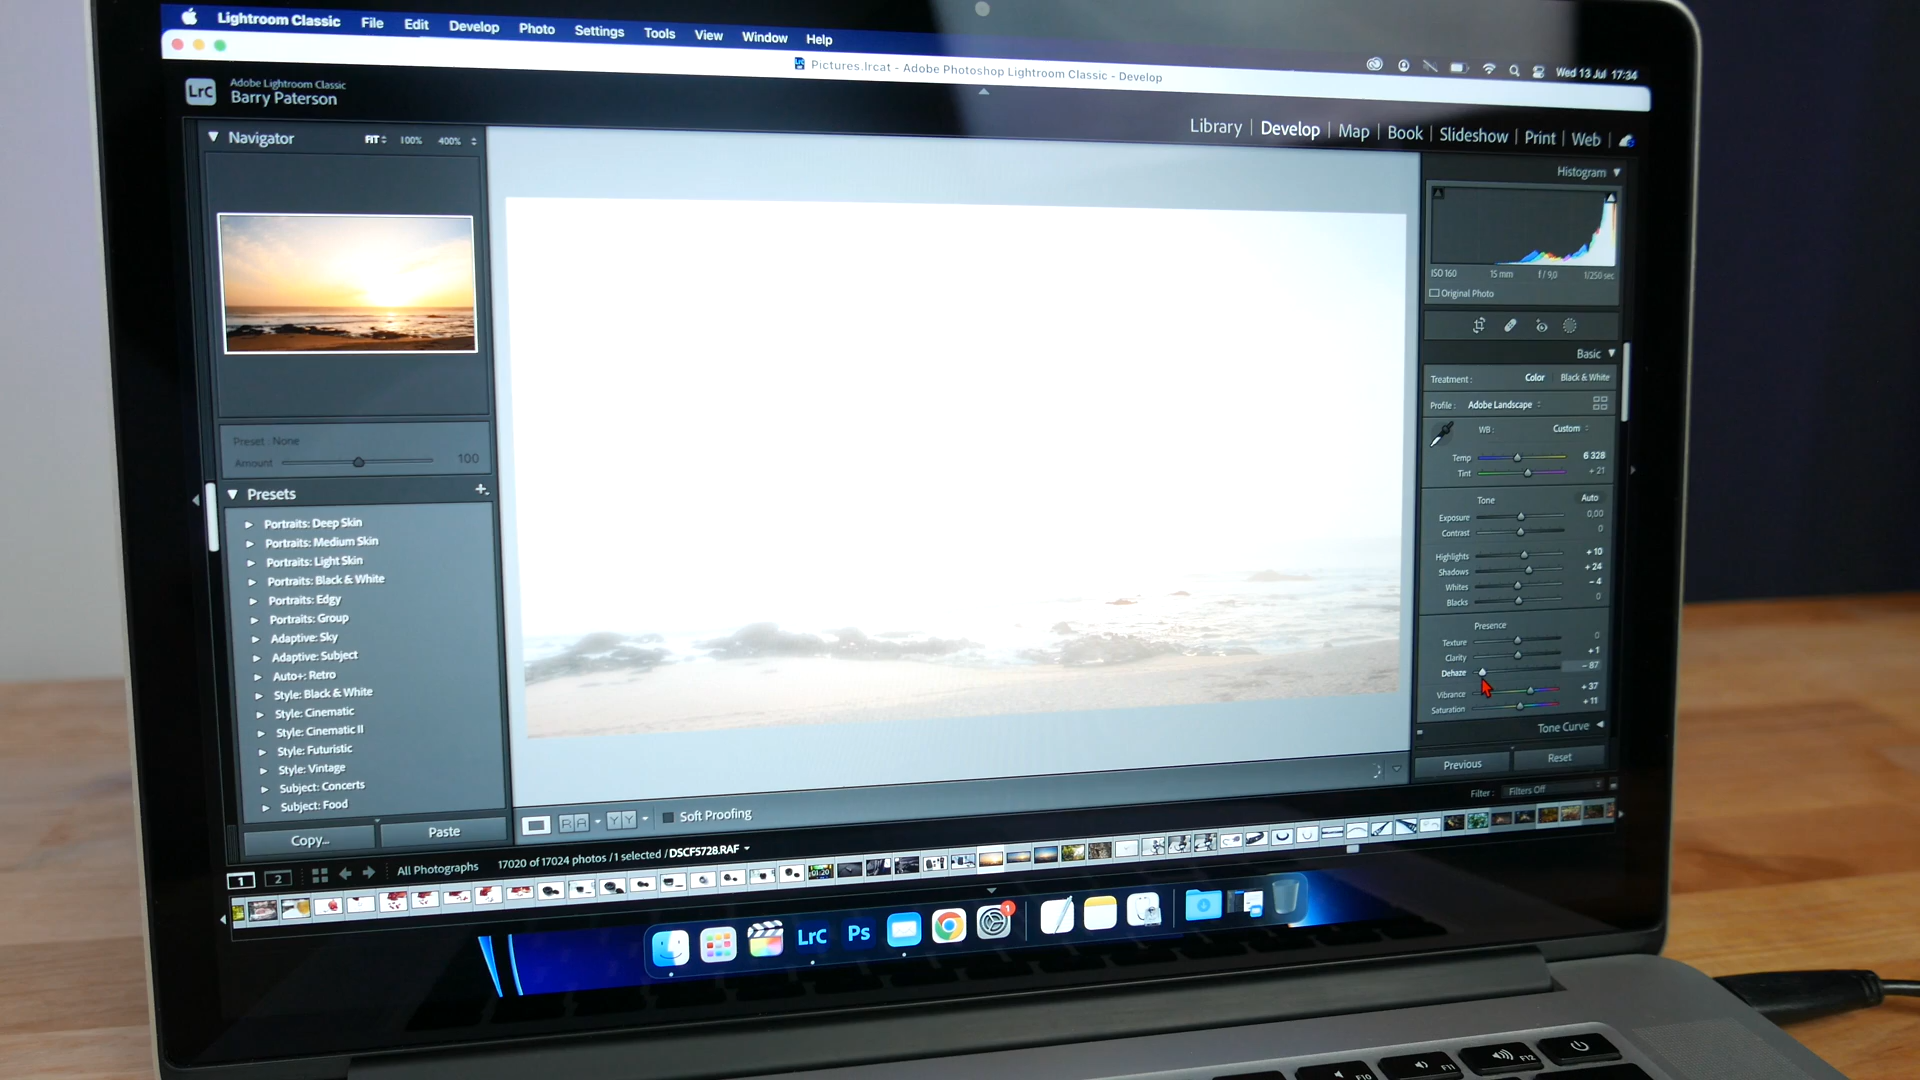 Lightroom Classic File Edit Develop Photo Settings Tools View Window Help
Wed 13 Jul 17:34
Pictures.lrcat - Adobe Photoshop Lightroom Classic - Develop
LrC
Adobe Lightroom Classic
Barry Paterson
Library | Develop | Map | Book | Slideshow | Print | Web |
Navigator FIT 100% 400%
Preset : None
Amount 100
Presets +
Portraits: Deep Skin
Portraits: Medium Skin
Portraits: Light Skin
Portraits: Black & White
Portraits: Edgy
Portraits: Group
Adaptive: Sky
Adaptive: Subject
Auto+: Retro
Style: Black & White
Style: Cinematic
Style: Cinematic II
Style: Futuristic
Style: Vintage
Subject: Concerts
Subject: Food
Copy... Paste
RA YY Soft Proofing
Histogram
ISO 160 15 mm f / 9,0 1/250 sec
Original Photo
Basic
Treatment : Color Black & White
Profile : Adobe Landscape
WB : Custom
Temp 6 328
Tint + 21
Tone Auto
Exposure 0,00
Contrast 0
Highlights + 10
Shadows + 24
Whites - 4
Blacks 0
Presence
Texture 0
Clarity + 1
Dehaze - 87
Vibrance + 37
Saturation + 11
Tone Curve
Previous Reset
Filter : Filters Off
1 2 All Photographs 17020 of 17024 photos / 1 selected / DSCF5728.RAF
LrC Ps 1
F10 F11 F12